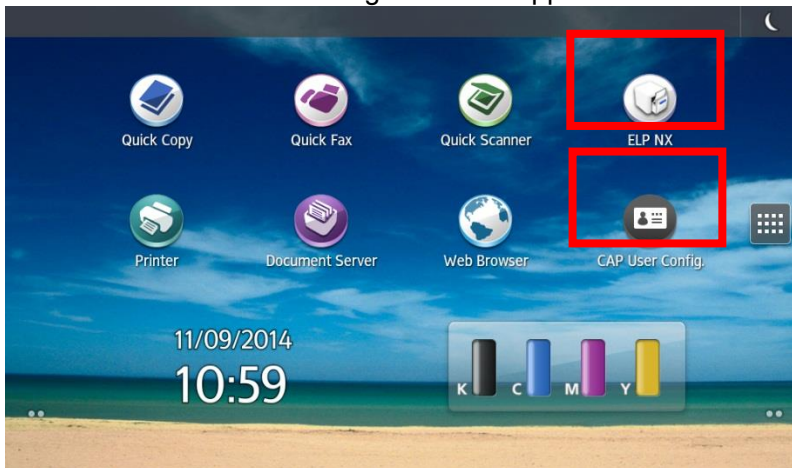 Quick Copy
Quick Fax
Quick Scanner
ELP NX
Printer
Document Server
Web Browser
CAP User Config.
11/09/2014
10:59
K C M Y